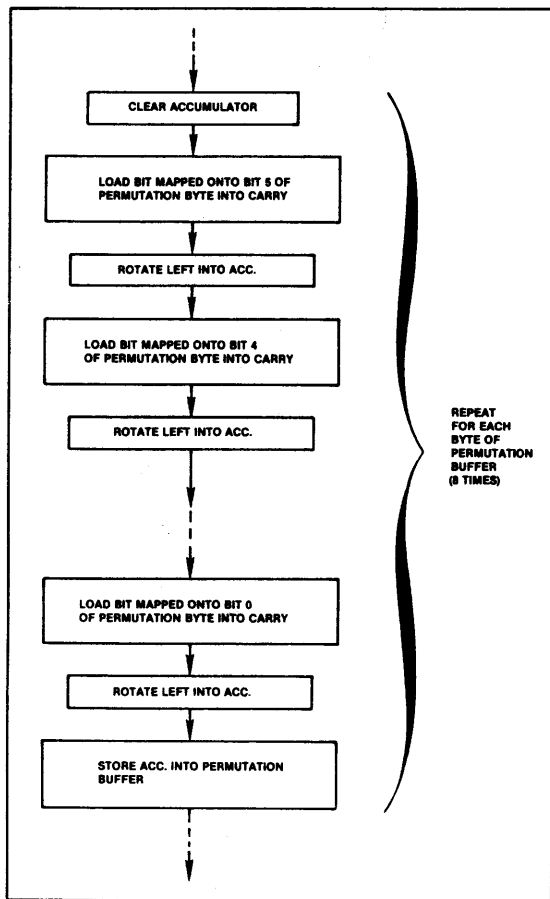 CLEAR ACCUMULATOR
LOAD BIT MAPPED ONTO BIT 5 OF
PERMUTATION BYTE INTO CARRY
ROTATE LEFT INTO ACC.
LOAD BIT MAPPED ONTO BIT 4
OF PERMUTATION BYTE INTO CARRY
ROTATE LEFT INTO ACC.
REPEAT
FOR EACH
BYTE OF
PERMUTATION
BUFFER
(8 TIMES)
LOAD BIT MAPPED ONTO BIT 0
OF PERMUTATION BYTE INTO CARRY
ROTATE LEFT INTO ACC.
STORE ACC. INTO PERMUTATION
BUFFER